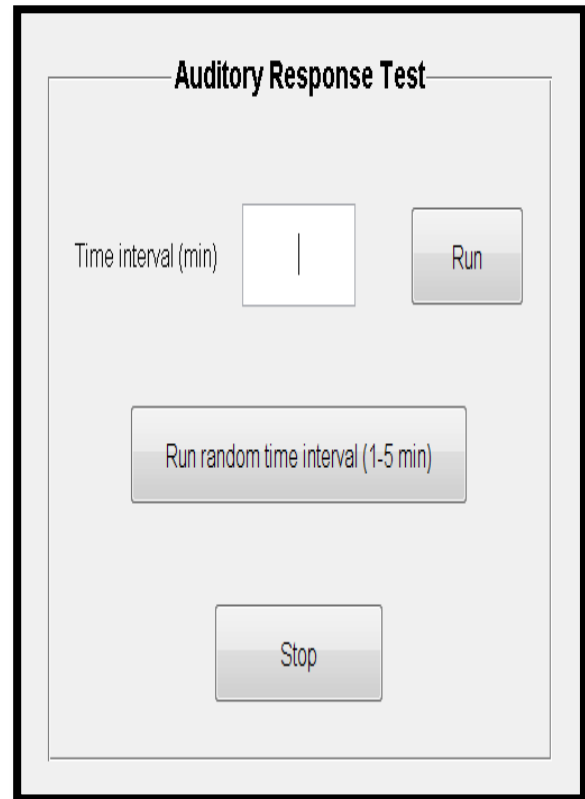 Auditory Response Test
Time interval (min)
Run
Run random time interval (1-5 min)
Stop